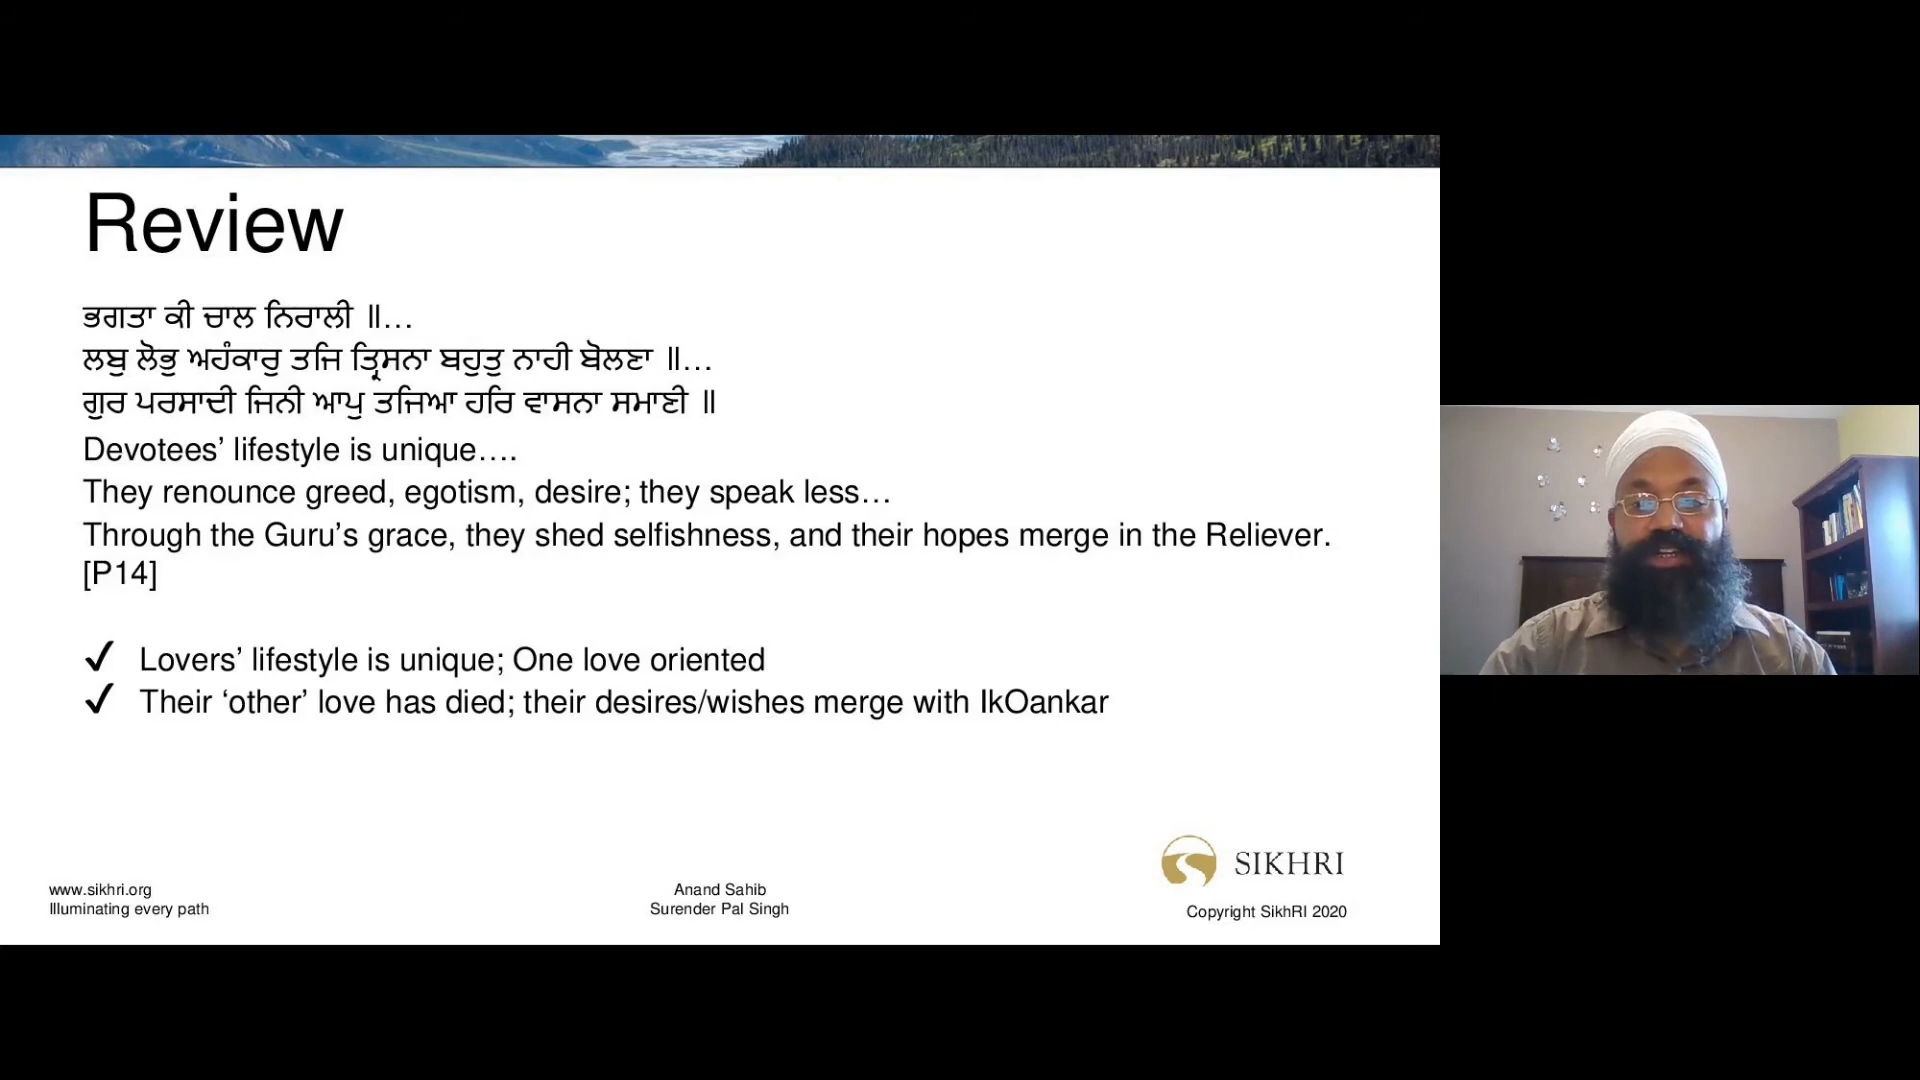 Review
ਭਗਤਾ ਕੀ ਚਾਲ ਨਿਰਾਲੀ ॥…
ਲਬੁ ਲੋਭੁ ਅਹੰਕਾਰੁ ਤਜਿ ਤ੍ਰਿਸਨਾ ਬਹੁਤੁ ਨਾਹੀ ਬੋਲਣਾ ॥…
ਗੁਰ ਪਰਸਾਦੀ ਜਿਨੀ ਆਪੁ ਤਜਿਆ ਹਰਿ ਵਾਸਨਾ ਸਮਾਣੀ ॥
Devotees’ lifestyle is unique….
They renounce greed, egotism, desire; they speak less…
Through the Guru’s grace, they shed selfishness, and their hopes merge in the Reliever.
[P14]
✓ Lovers’ lifestyle is unique; One love oriented
✓ Their ‘other’ love has died; their desires/wishes merge with IkOankar
www.sikhri.org
Illuminating every path
Anand Sahib
Surender Pal Singh
SIKHRI
Copyright SikhRI 2020